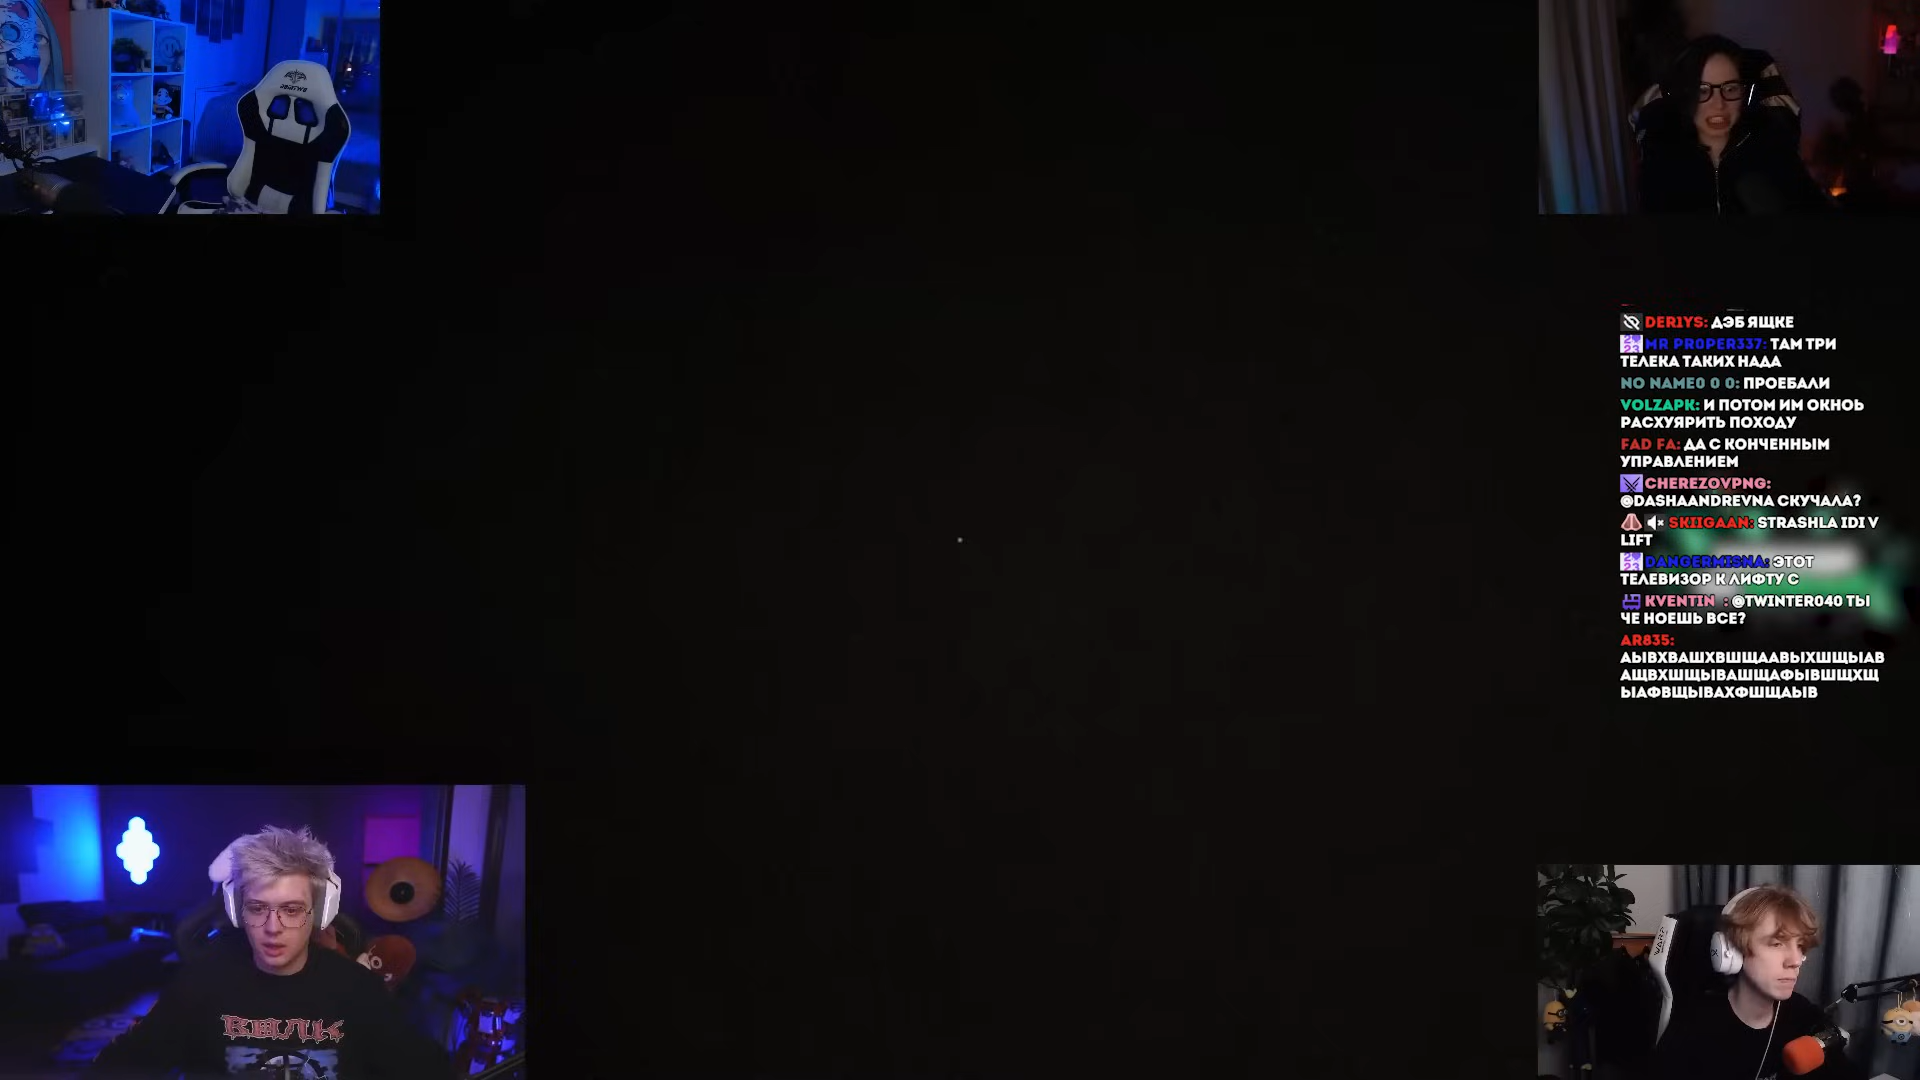 DER1YS: ДЭБ ЯЩКЕ
MR PROPER337: ТАМ ТРИ
ТЕЛЕКА ТАКИХ НАДА
NO NAME0 0 0: ПРОЕБАЛИ
VOLZAPK: И ПОТОМ ИМ ОКНОЬ
РАСХУЯРИТЬ ПОХОДУ
FAD FA: ДА С КОНЧЕННЫМ
УПРАВЛЕНИЕМ
CHEREZOVPNG:
@DASHAANDREVNA СКУЧАЛА?
SKIIGAAN: STRASHLA IDI V
LIFT
DANGERMISHA: ЭТОТ
ТЕЛЕВИЗОР К ЛИФТУ С
KVENTIN : @TWINTER040 ТЫ
ЧЕ НОЕШЬ ВСЕ?
AR835:
АЫВХВАШХВШЩААВЫХШЩЫАВ
АЩВХШЩЫВАШЩАФЫВШЩХЩ
ЫАФВЩЫВАХФШЩАЫВ